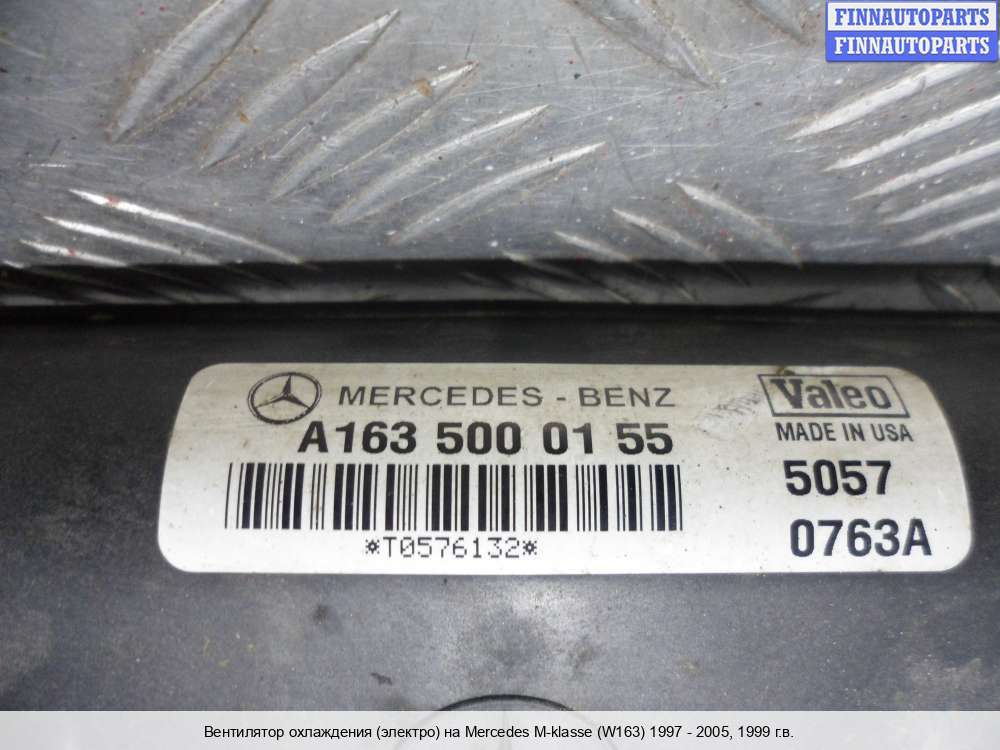 FINNAUTOPARTS
FINNAUTOPARTS
MERCEDES - BENZ
A163 500 01 55
*T0576132*
Valeo
MADE IN USA
5057
0763A
Вентилятор охлаждения (электро) на Mercedes M-klasse (W163) 1997 - 2005, 1999 г.в.